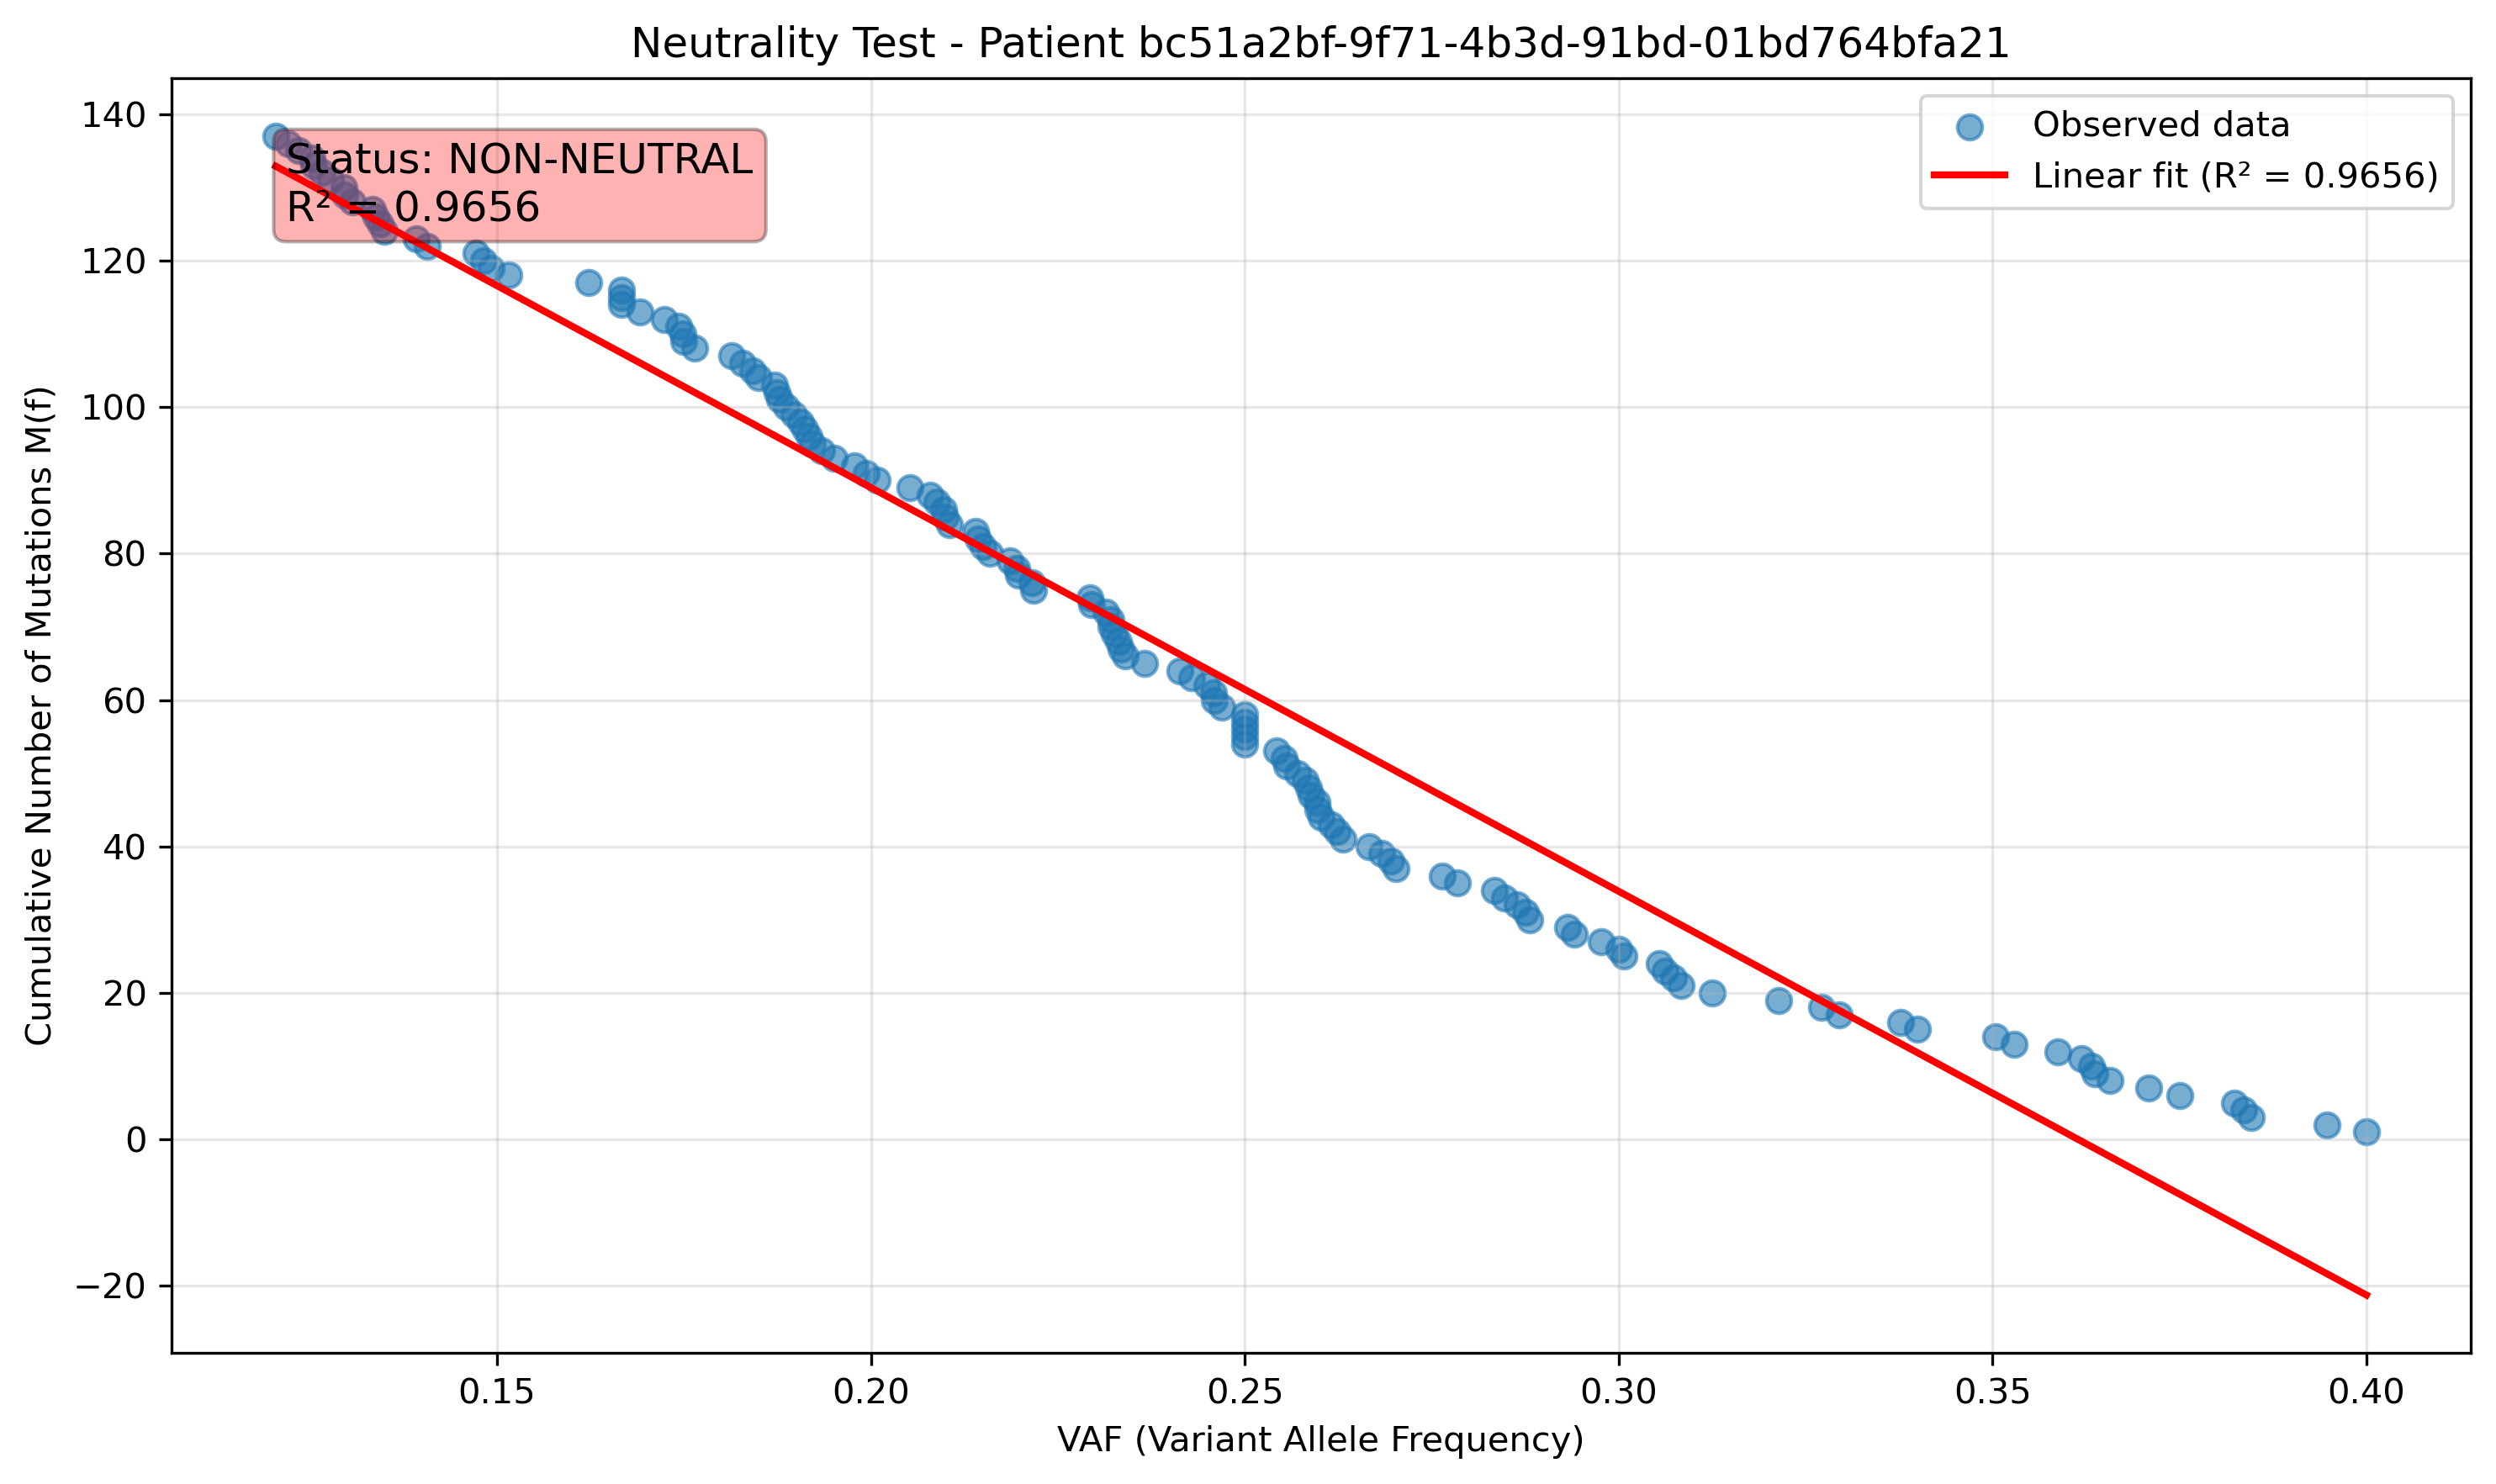 Neutrality Test - Patient bc51a2bf-9f71-4b3d-91bd-01bd764bfa21
Observed data
Linear fit (R² = 0.9656)
Status: NON-NEUTRAL
R² = 0.9656
Cumulative Number of Mutations M(f)
140
120
100
80
60
40
20
0
−20
0.15
0.20
0.25
0.30
0.35
0.40
VAF (Variant Allele Frequency)